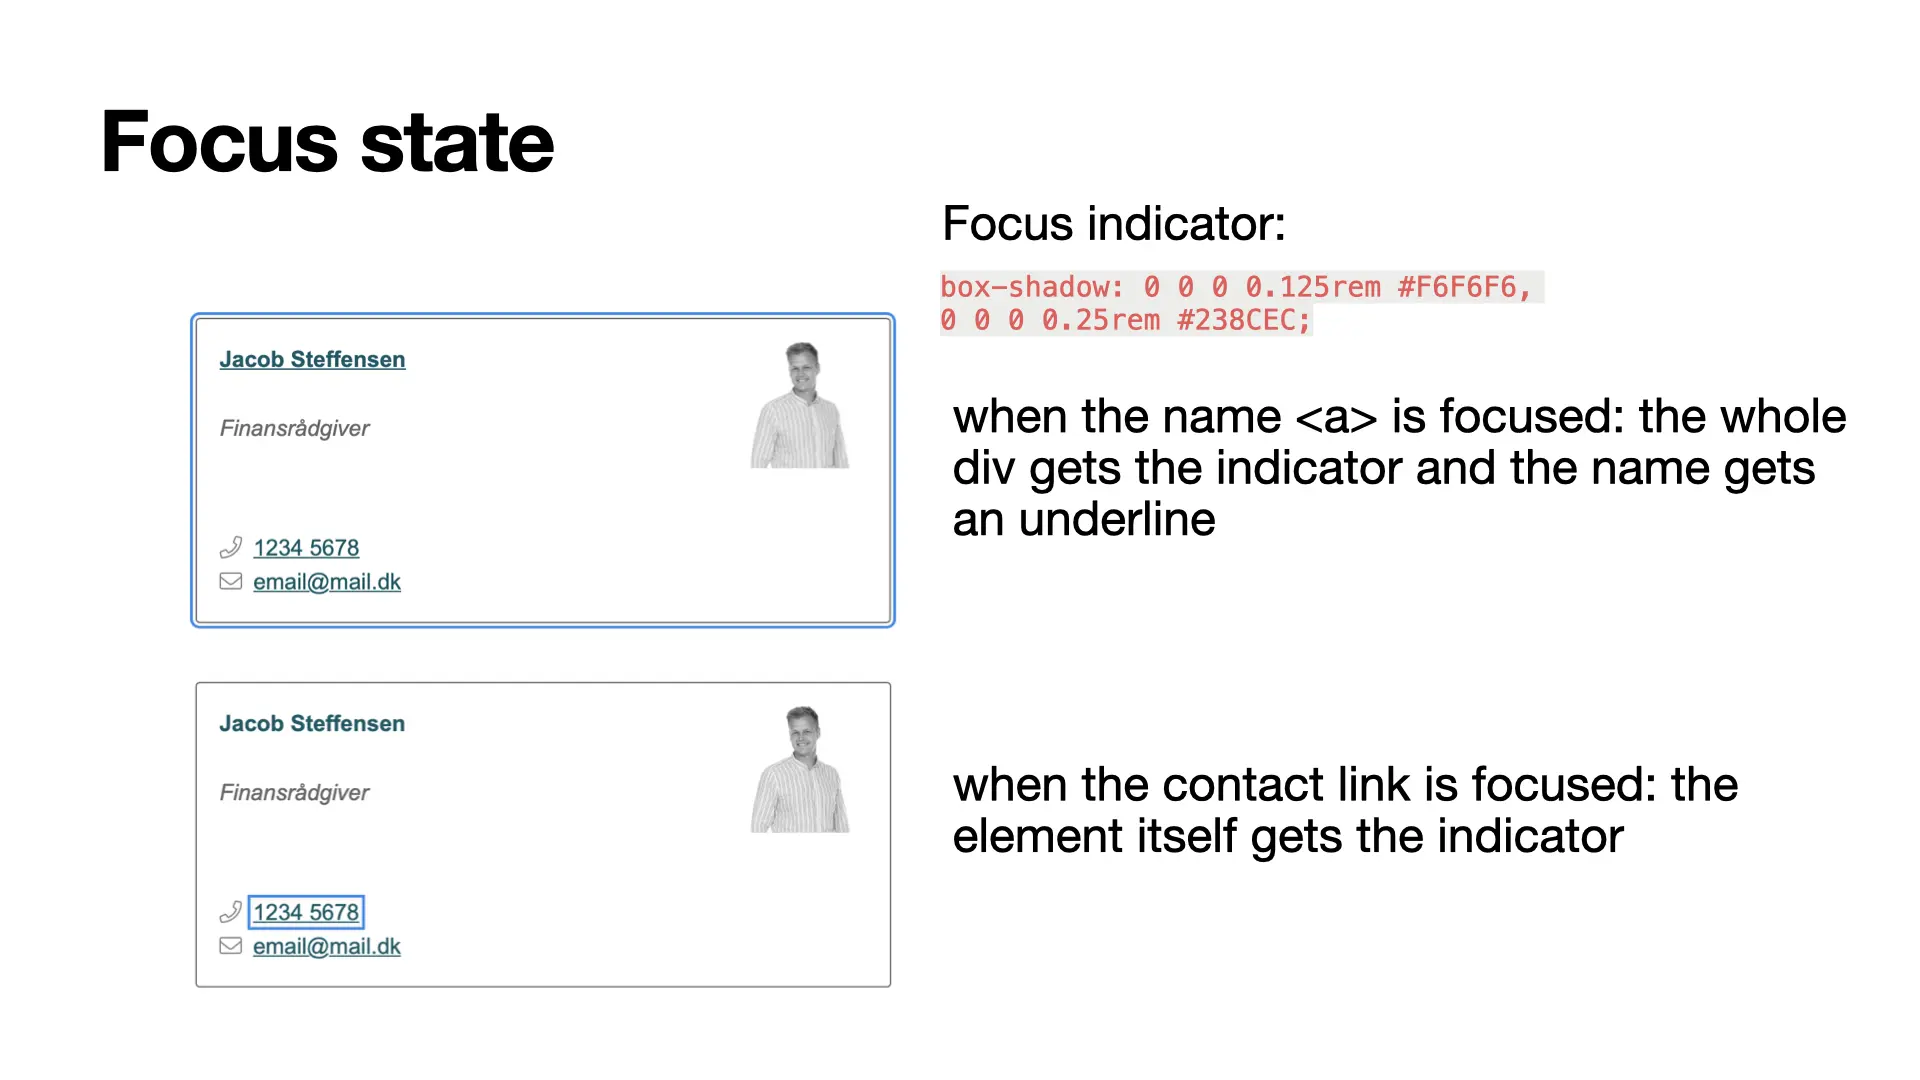 Focus state
Focus indicator:
box-shadow: 0 0 0 0.125rem #F6F6F6,
0 0 0 0.25rem #238CEC;
Jacob Steffensen
Finansrådgiver
1234 5678
email@mail.dk
when the name <a> is focused: the whole
div gets the indicator and the name gets
an underline
Jacob Steffensen
Finansrådgiver
1234 5678
email@mail.dk
when the contact link is focused: the
element itself gets the indicator